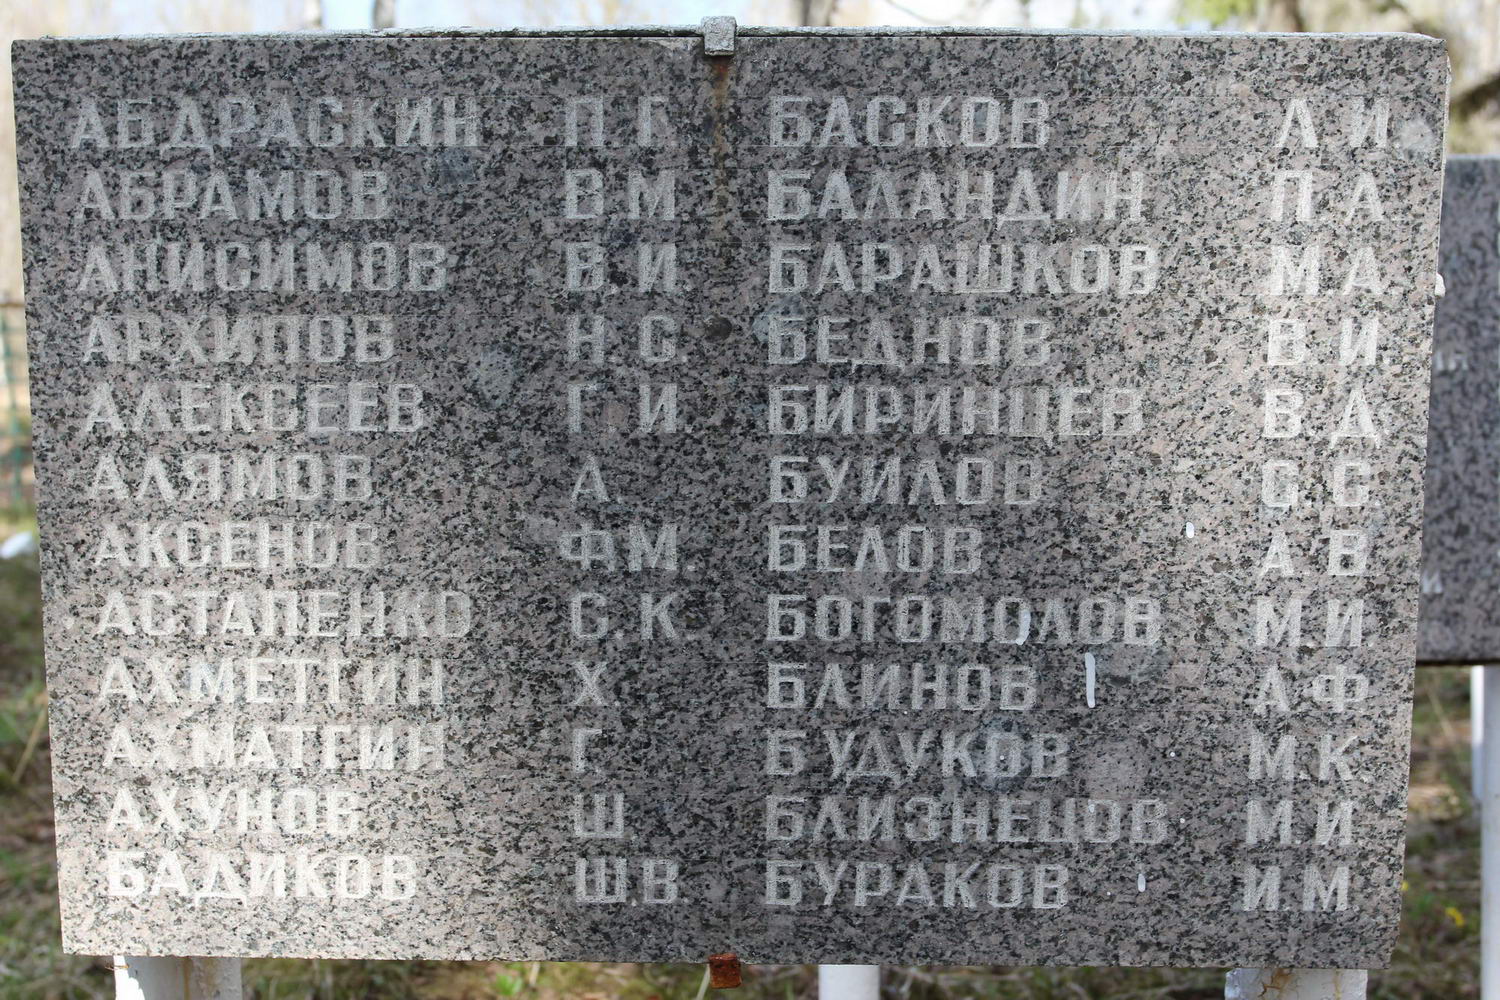 АБДРАСКИН П.Г.
АБРАМОВ В.М.
АНИСИМОВ В.И.
АРХИПОВ Н.С.
АЛЕКСЕЕВ Г.И.
АЛЯМОВ А.
АКСЕНОВ Ф.М.
АСТАПЕНКО С.К.
АХМЕТГИН Х.
АХМАТГИН Г.
АХУНОВ Ш.
БАДИКОВ Ш.В.
БАСКОВ Л.И.
БАЛАНДИН П.А.
БАРАШКОВ М.А.
БЕДНОВ В.И.
БИРИНЦЕВ В.Д.
БУЙЛОВ С.С.
БЕЛОВ А.В.
БОГОМОЛОВ М.И.
БЛИНОВ А.Ф.
БУДУКОВ М.К.
БЛИЗНЕЦОВ М.И.
БУРАКОВ И.М.